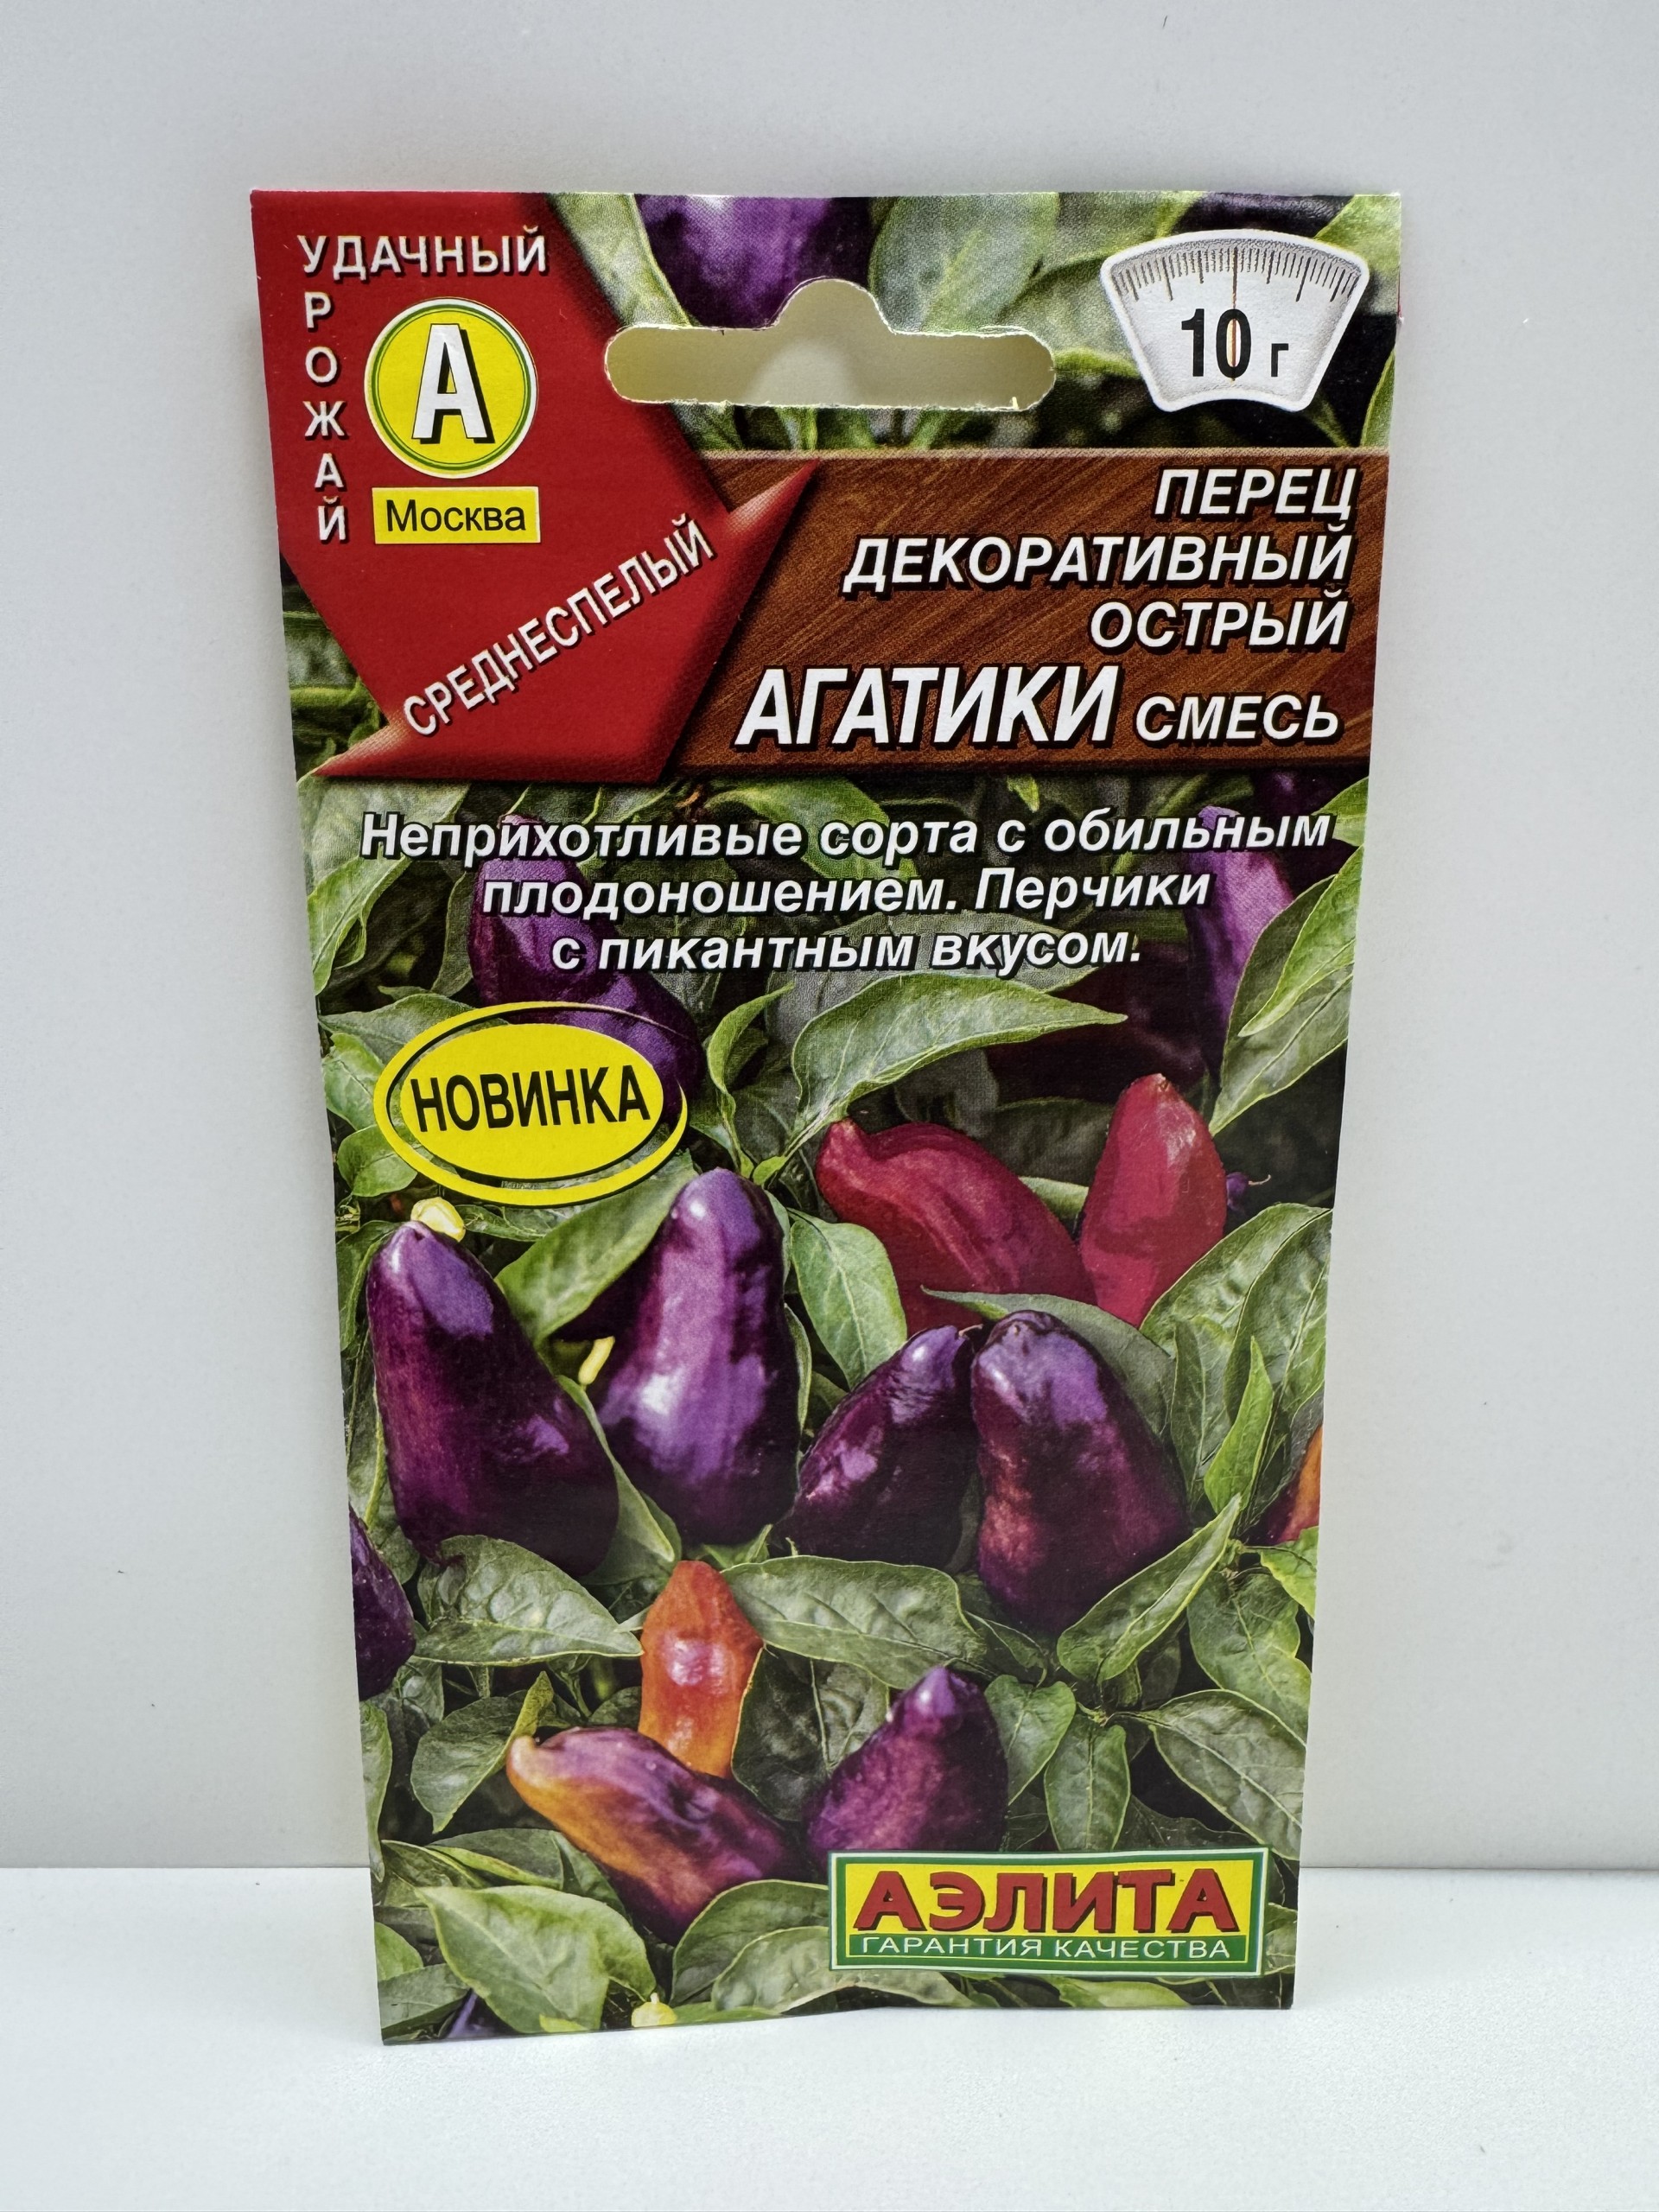 УДАЧНЫЙ
УРОЖАЙ
А
Москва
СРЕДНЕСПЕЛЫЙ
10 г
ПЕРЕЦ
ДЕКОРАТИВНЫЙ
ОСТРЫЙ
АГАТИКИ СМЕСЬ
Неприхотливые сорта с обильным
плодоношением. Перчики
с пикантным вкусом.
НОВИНКА
АЭЛИТА
ГАРАНТИЯ КАЧЕСТВА